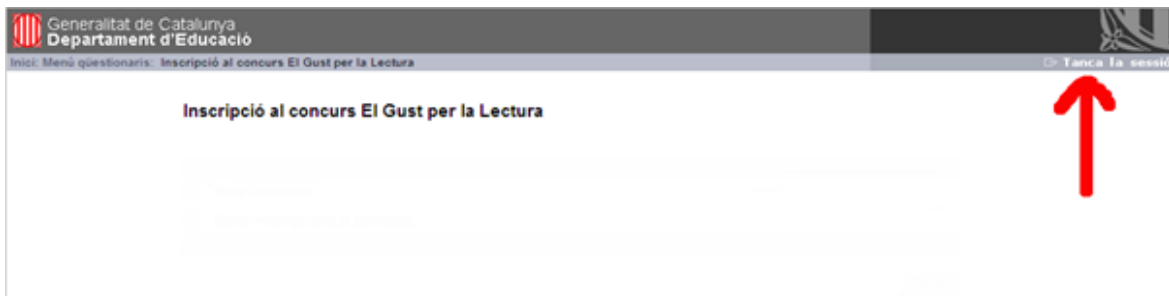 Generalitat de Catalunya
Departament d'Educació
Inici: Menú qüestionaris: Inscripció al concurs El Gust per la Lectura
Tanca la sessió
Inscripció al concurs El Gust per la Lectura